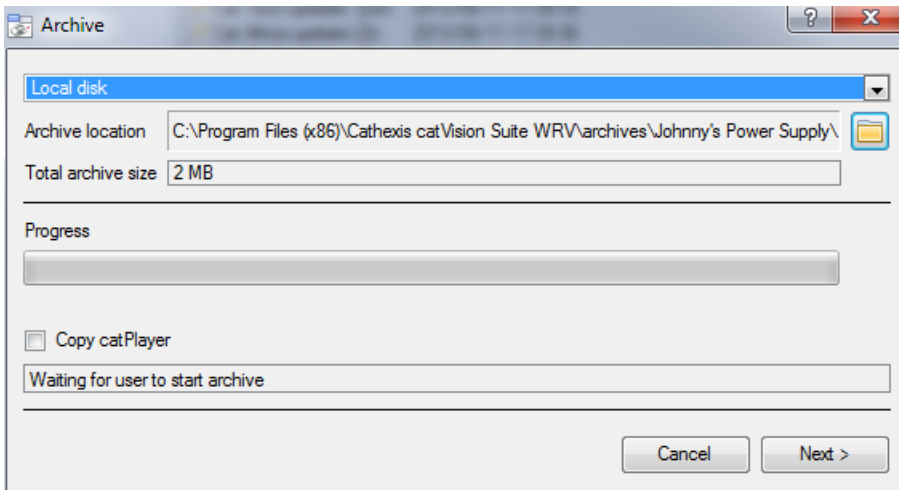 Archive
?
X
Local disk
Archive location C:\Program Files (x86)\Cathexis catVision Suite WRV\archives\Johnny's Power Supply\
Total archive size 2 MB
Progress
Copy catPlayer
Waiting for user to start archive
Cancel Next >